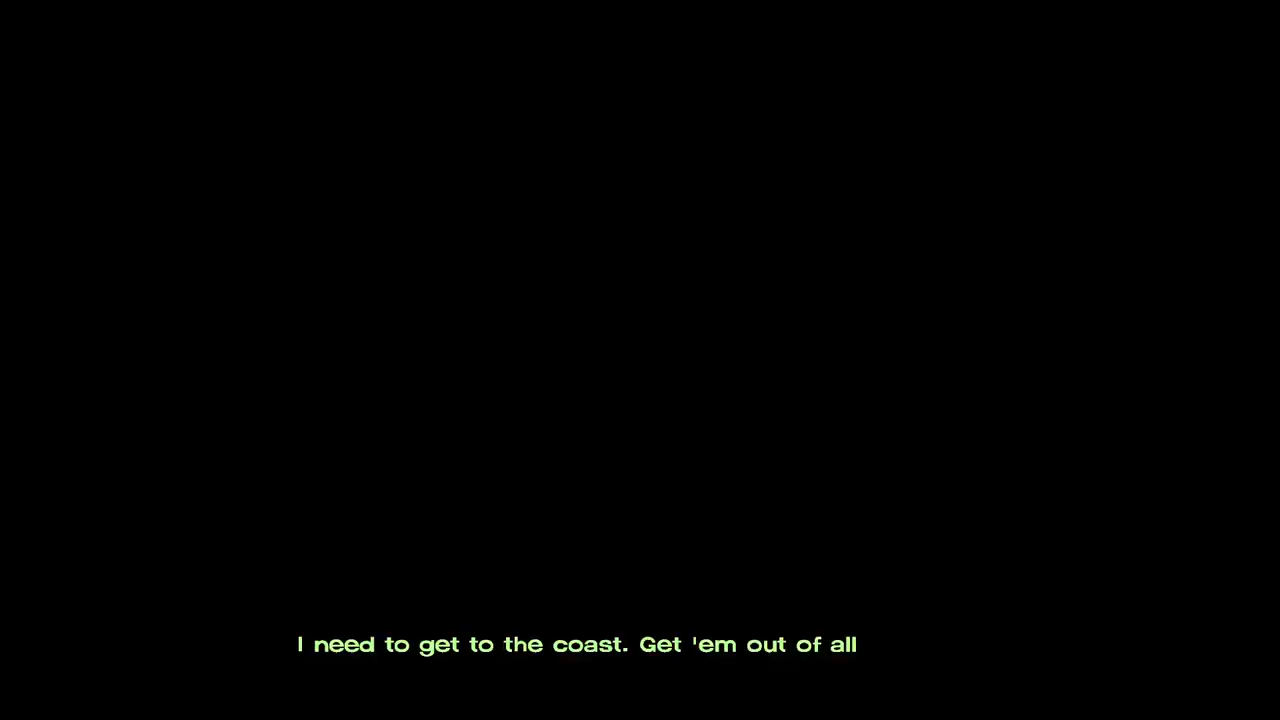 I need to get to the coast. Get 'em out of all